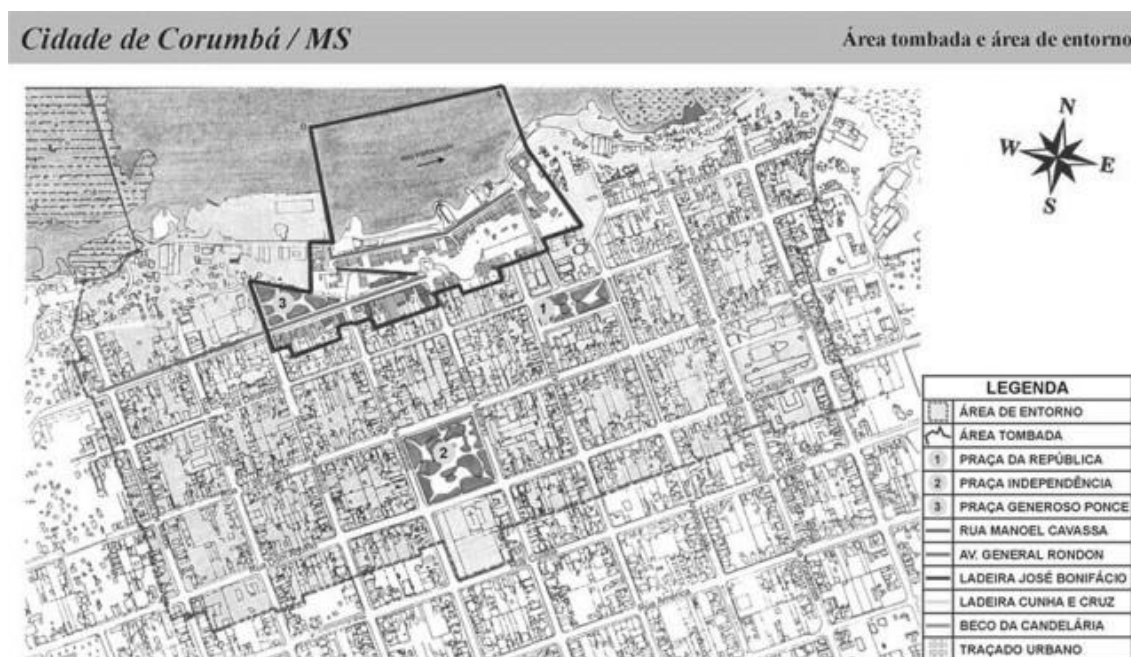 Cidade de Corumbá / MS
Área tombada e área de entorno
N
W
E
S
3
1
2
LEGENDA
ÁREA DE ENTORNO
ÁREA TOMBADA
1 PRAÇA DA REPÚBLICA
2 PRAÇA INDEPENDÊNCIA
3 PRAÇA GENEROSO PONCE
RUA MANOEL CAVASSA
AV. GENERAL RONDON
LADEIRA JOSÉ BONIFÁCIO
LADEIRA CUNHA E CRUZ
BECO DA CANDELÁRIA
TRAÇADO URBANO